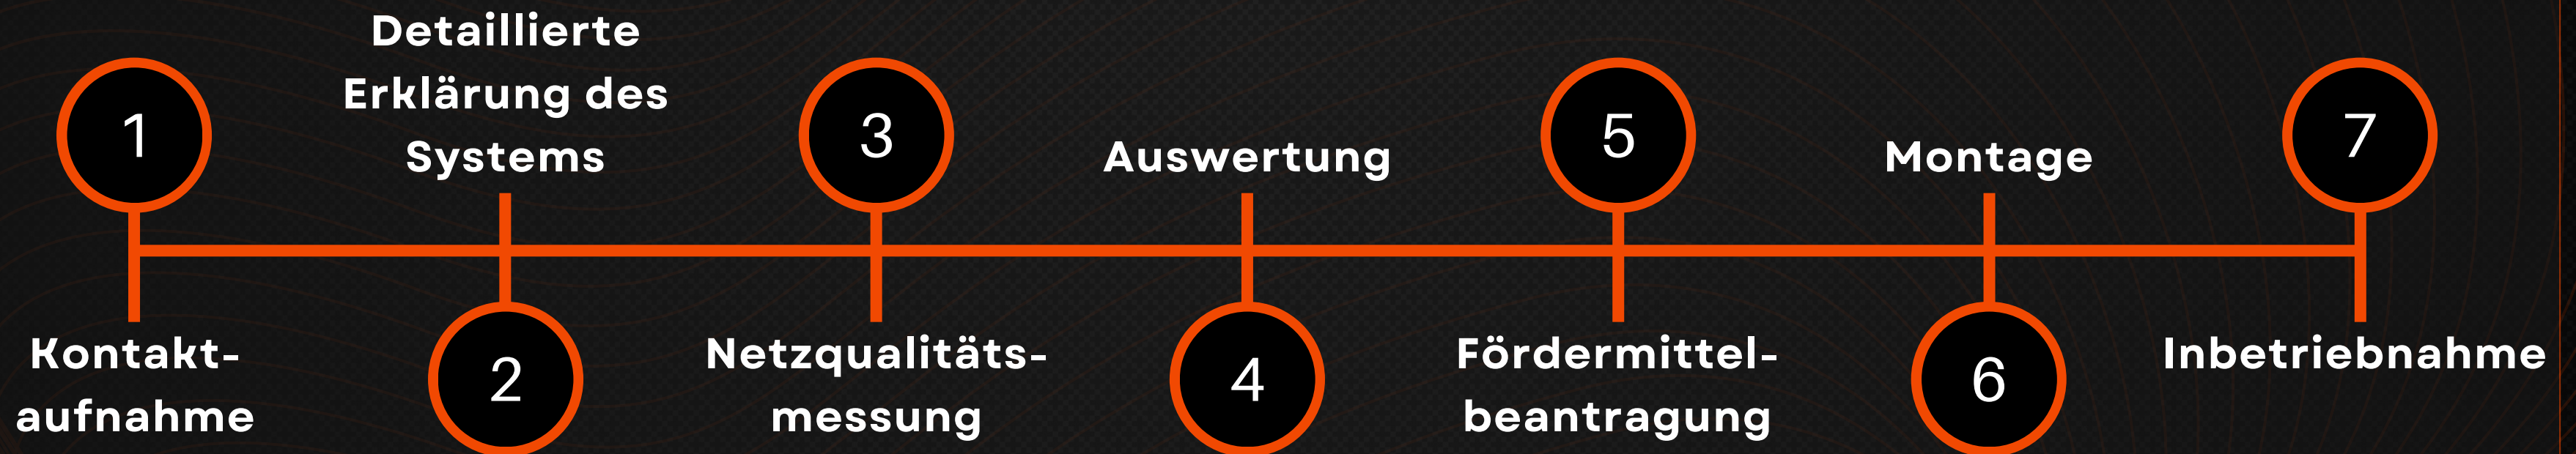 1
Kontakt-
aufnahme
Detaillierte
Erklärung des
Systems
2
3
Netzqualitäts-
messung
Auswertung
4
5
Fördermittel-
beantragung
Montage
6
7
Inbetriebnahme